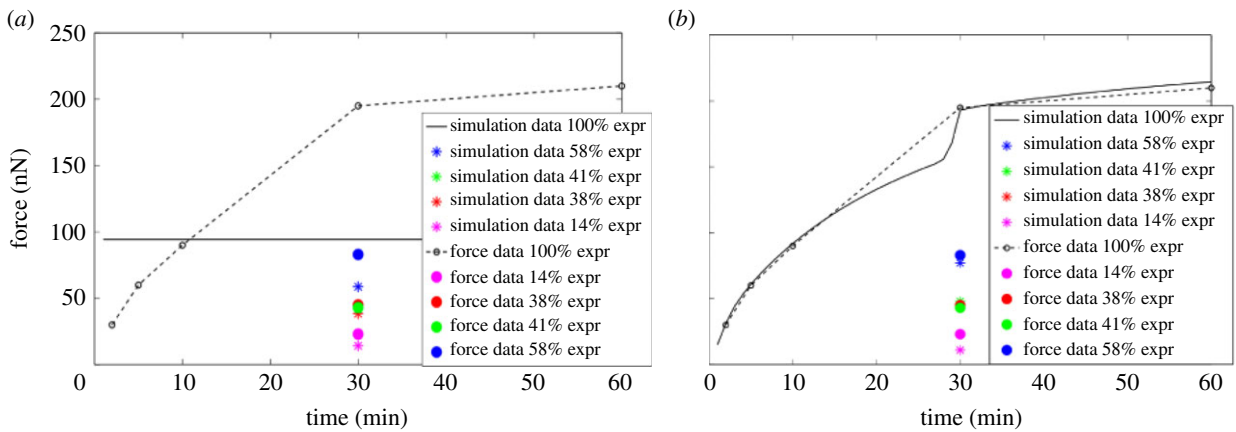 (a)
250
200
150
100
50
0
force (nN)
10
20
30
40
50
60
time (min)
simulation data 100% expr
simulation data 58% expr
simulation data 41% expr
simulation data 38% expr
simulation data 14% expr
force data 100% expr
force data 14% expr
force data 38% expr
force data 41% expr
force data 58% expr
(b)
0
10
20
30
40
50
60
time (min)
simulation data 100% expr
simulation data 58% expr
simulation data 41% expr
simulation data 38% expr
simulation data 14% expr
force data 100% expr
force data 14% expr
force data 38% expr
force data 41% expr
force data 58% expr